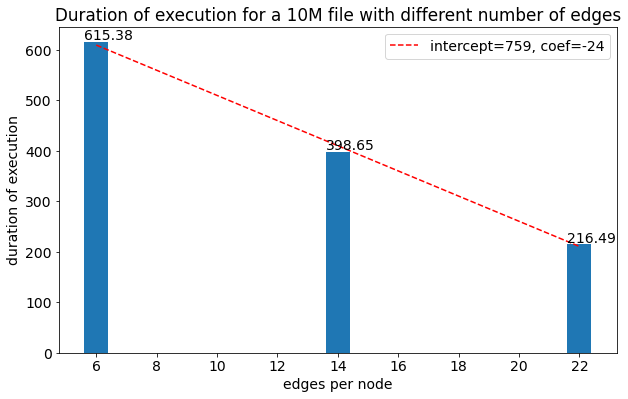 Duration of execution for a 10M file with different number of edges
615.38
intercept=759, coef=-24
600
500
400
398.65
300
200
216.49
100
0
duration of execution
6 8 10 12 14 16 18 20 22
edges per node